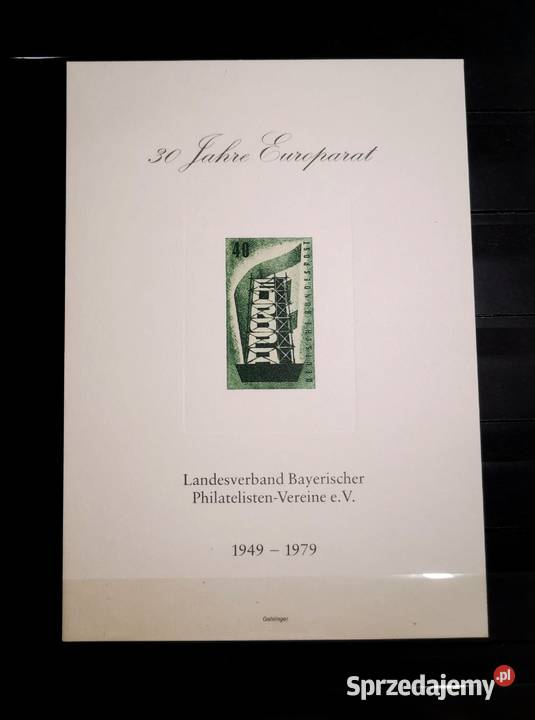 30 Jahre Europarat
40
DEUTSCHE BUNDESPOST
EUROPA
Landesverband Bayerischer
Philatelisten-Vereine e.V.
1949 – 1979
Gehringer
Sprzedajemy.pl